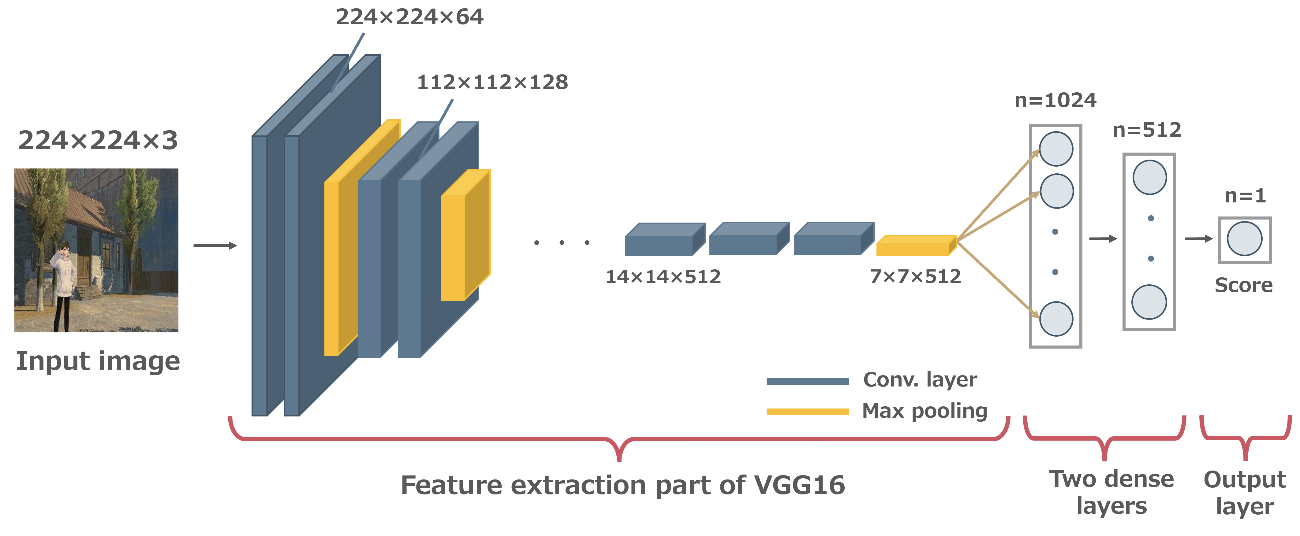 224×224×64
112×112×128
224×224×3
Input image
· · ·
14×14×512
7×7×512
n=1024
n=512
n=1
Score
Conv. layer
Max pooling
Feature extraction part of VGG16
Two dense
layers
Output
layer